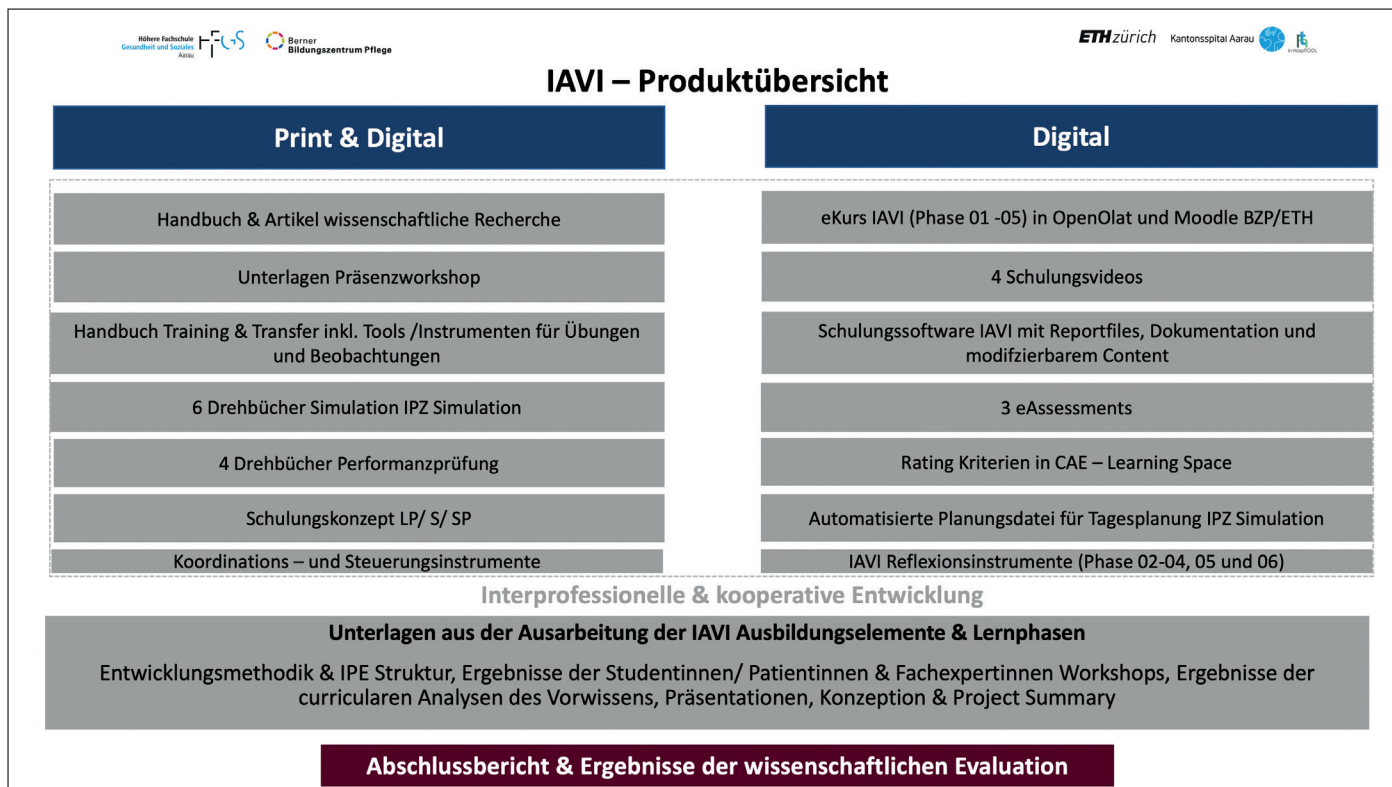 Höhere Fachschule
Gesundheit und Soziales
Aarau
HFGS
Berner
Bildungszentrum Pflege
ETH zürich
Kantonsspital Aarau
IAVI – Produktübersicht
Print & Digital
Handbuch & Artikel wissenschaftliche Recherche
Unterlagen Präsenzworkshop
Handbuch Training & Transfer inkl. Tools /Instrumenten für Übungen
und Beobachtungen
6 Drehbücher Simulation IPZ Simulation
4 Drehbücher Performanzprüfung
Schulungskonzept LP/ S/ SP
Koordinations – und Steuerungsinstrumente
Digital
eKurs IAVI (Phase 01 -05) in OpenOlat und Moodle BZP/ETH
4 Schulungsvideos
Schulungssoftware IAVI mit Reportfiles, Dokumentation und
modifzierbarem Content
3 eAssessments
Rating Kriterien in CAE – Learning Space
Automatisierte Planungsdatei für Tagesplanung IPZ Simulation
IAVI Reflexionsinstrumente (Phase 02-04, 05 und 06)
Interprofessionelle & kooperative Entwicklung
Unterlagen aus der Ausarbeitung der IAVI Ausbildungselemente & Lernphasen
Entwicklungsmethodik & IPE Struktur, Ergebnisse der Studentinnen/ Patientinnen & Fachexpertinnen Workshops, Ergebnisse der
curricularen Analysen des Vorwissens, Präsentationen, Konzeption & Project Summary
Abschlussbericht & Ergebnisse der wissenschaftlichen Evaluation